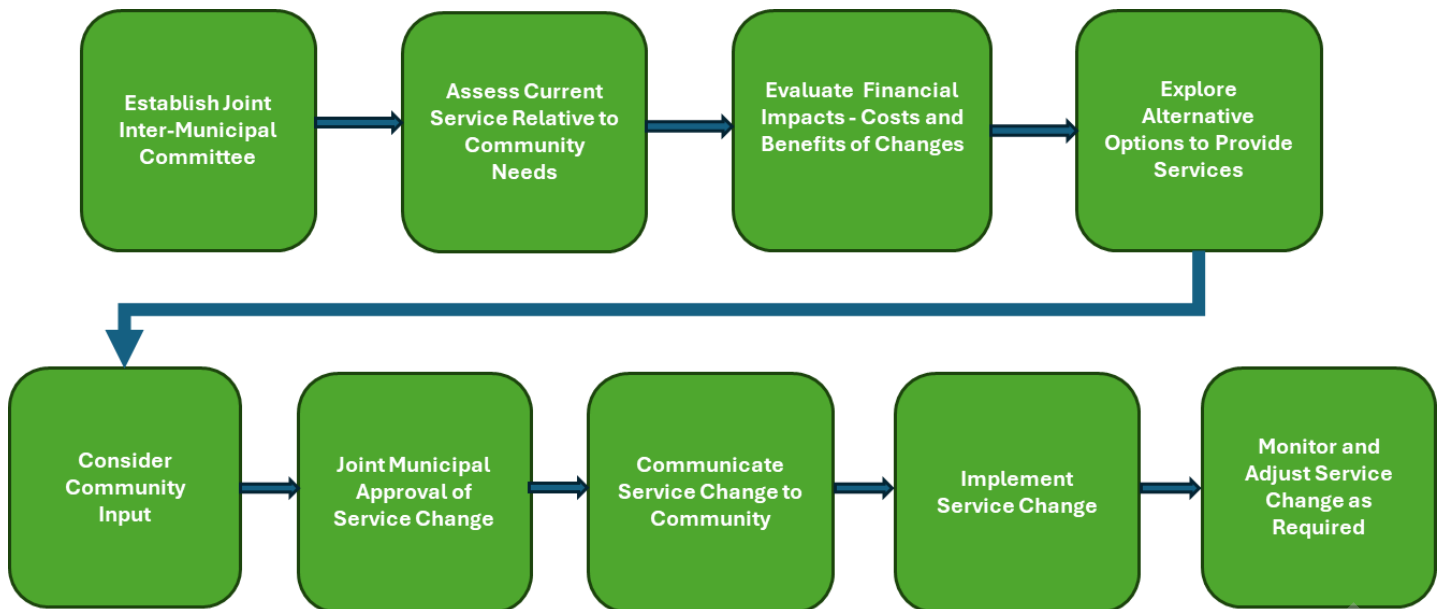 Establish Joint
Inter-Municipal
Committee
Assess Current
Service Relative to
Community
Needs
Evaluate Financial
Impacts - Costs and
Benefits of Changes
Explore
Alternative
Options to Provide
Services
Consider
Community
Input
Joint Municipal
Approval of
Service Change
Communicate
Service Change to
Community
Implement
Service Change
Monitor and
Adjust Service
Change as
Required